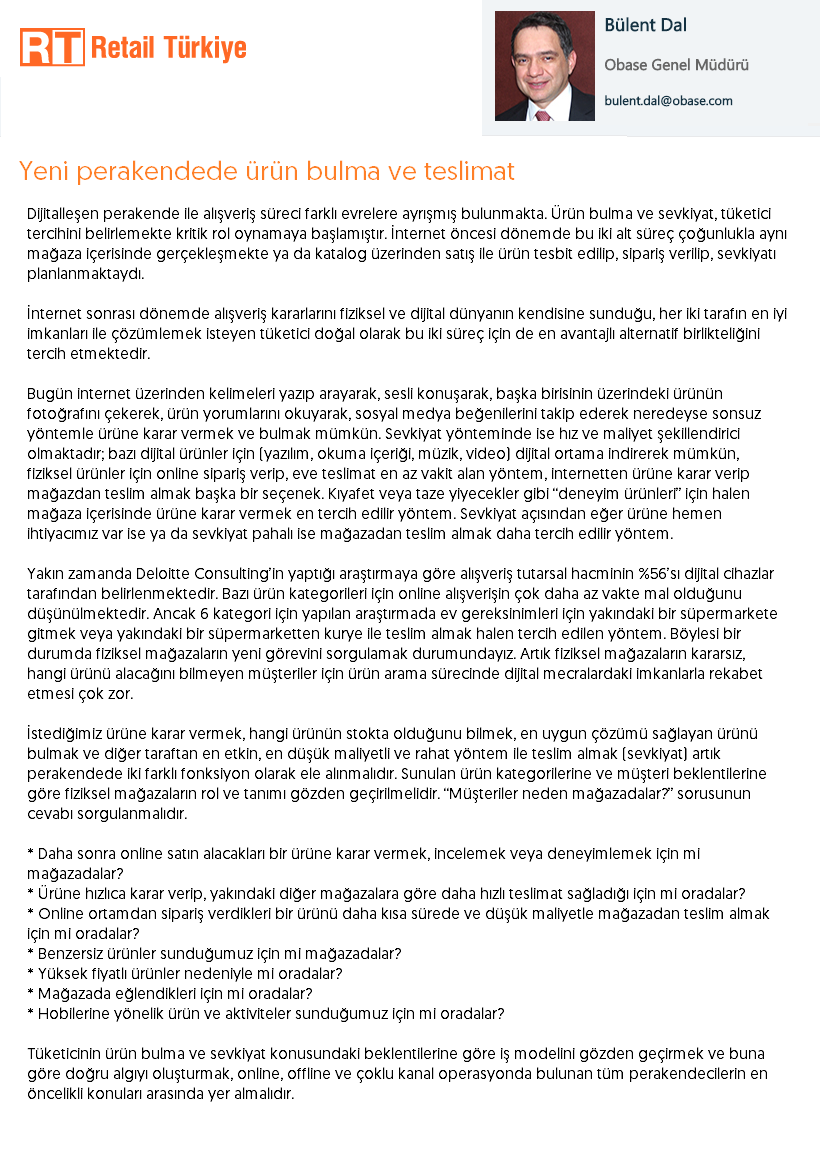 RT Retail Türkiye
Bülent Dal
Obase Genel Müdürü
bulent.dal@obase.com
Yeni perakendede ürün bulma ve teslimat
Dijitalleşen perakende ile alışveriş süreci farklı evrelere ayrışmış bulunmakta. Ürün bulma ve sevkiyat, tüketici
tercihini belirlemekte kritik rol oynamaya başlamıştır. İnternet öncesi dönemde bu iki alt süreç çoğunlukla aynı
mağaza içerisinde gerçekleşmekte ya da katalog üzerinden satış ile ürün tesbit edilip, sipariş verilip, sevkiyatı
planlanmaktaydı.
İnternet sonrası dönemde alışveriş kararlarını fiziksel ve dijital dünyanın kendisine sunduğu, her iki tarafın en iyi
imkanları ile çözümlemek isteyen tüketici doğal olarak bu iki süreç için de en avantajlı alternatif birlikteliğini
tercih etmektedir.
Bugün internet üzerinden kelimeleri yazıp arayarak, sesli konuşarak, başka birisinin üzerindeki ürünün
fotoğrafını çekerek, ürün yorumlarını okuyarak, sosyal medya beğenilerini takip ederek neredeyse sonsuz
yöntemle ürüne karar vermek ve bulmak mümkün. Sevkiyat yönteminde ise hız ve maliyet şekillendirici
olmaktadır; bazı dijital ürünler için (yazılım, okuma içeriği, müzik, video) dijital ortama indirerek mümkün,
fiziksel ürünler için online sipariş verip, eve teslimat en az vakit alan yöntem, internetten ürüne karar verip
mağazdan teslim almak başka bir seçenek. Kıyafet veya taze yiyecekler gibi “deneyim ürünleri” için halen
mağaza içerisinde ürüne karar vermek en tercih edilir yöntem. Sevkiyat açısından eğer ürüne hemen
ihtiyacımız var ise ya da sevkiyat pahalı ise mağazadan teslim almak daha tercih edilir yöntem.
Yakın zamanda Deloitte Consulting’in yaptığı araştırmaya göre alışveriş tutarsal hacminin %56’sı dijital cihazlar
tarafından belirlenmektedir. Bazı ürün kategorileri için online alışverişin çok daha az vakte mal olduğunu
düşünülmektedir. Ancak 6 kategori için yapılan araştırmada ev gereksinimleri için yakındaki bir süpermarkete
gitmek veya yakındaki bir süpermarketten kurye ile teslim almak halen tercih edilen yöntem. Böylesi bir
durumda fiziksel mağazaların yeni görevini sorgulamak durumundayız. Artık fiziksel mağazaların kararsız,
hangi ürünü alacağını bilmeyen müşteriler için ürün arama sürecinde dijital mecralardaki imkanlarla rekabet
etmesi çok zor.
İstediğimiz ürüne karar vermek, hangi ürünün stokta olduğunu bilmek, en uygun çözümü sağlayan ürünü
bulmak ve diğer taraftan en etkin, en düşük maliyetli ve rahat yöntem ile teslim almak (sevkiyat) artık
perakendede iki farklı fonksiyon olarak ele alınmalıdır. Sunulan ürün kategorilerine ve müşteri beklentilerine
göre fiziksel mağazaların rol ve tanımı gözden geçirilmelidir. “Müşteriler neden mağazadalar?” sorusunun
cevabı sorgulanmalıdır.
* Daha sonra online satın alacakları bir ürüne karar vermek, incelemek veya deneyimlemek için mi
mağazadalar?
* Ürüne hızlıca karar verip, yakındaki diğer mağazalara göre daha hızlı teslimat sağladığı için mi oradalar?
* Online ortamdan sipariş verdikleri bir ürünü daha kısa sürede ve düşük maliyetle mağazadan teslim almak
için mi oradalar?
* Benzersiz ürünler sunduğumuz için mi mağazadalar?
* Yüksek fiyatlı ürünler nedeniyle mi oradalar?
* Mağazada eğlendikleri için mi oradalar?
* Hobilerine yönelik ürün ve aktiviteler sunduğumuz için mi oradalar?
Tüketicinin ürün bulma ve sevkiyat konusundaki beklentilerine göre iş modelini gözden geçirmek ve buna
göre doğru algıyı oluşturmak, online, offline ve çoklu kanal operasyonda bulunan tüm perakendecilerin en
öncelikli konuları arasında yer almalıdır.